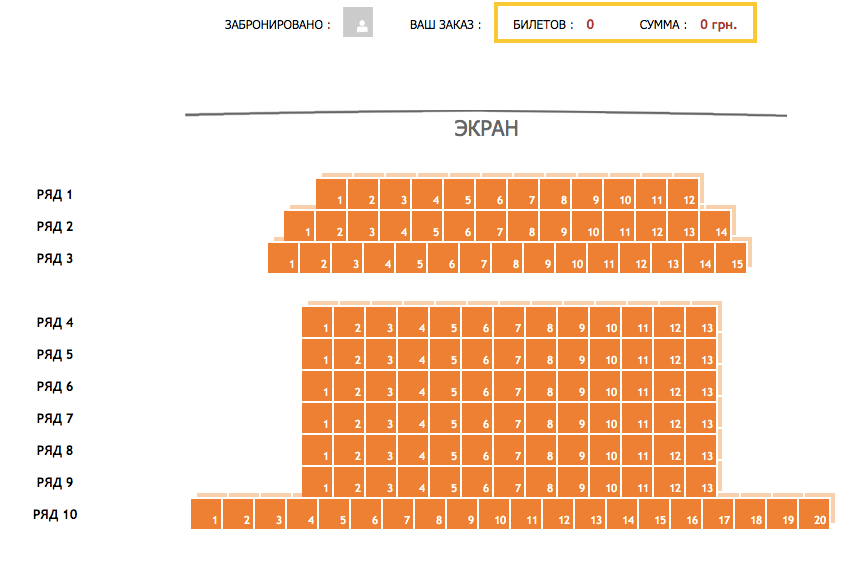 ЗАБРОНИРОВАНО : ВАШ ЗАКАЗ : БИЛЕТОВ : 0 СУММА : 0 грн.
ЭКРАН
РЯД 1 1 2 3 4 5 6 7 8 9 10 11 12
РЯД 2 1 2 3 4 5 6 7 8 9 10 11 12 13 14
РЯД 3 1 2 3 4 5 6 7 8 9 10 11 12 13 14 15
РЯД 4 1 2 3 4 5 6 7 8 9 10 11 12 13
РЯД 5 1 2 3 4 5 6 7 8 9 10 11 12 13
РЯД 6 1 2 3 4 5 6 7 8 9 10 11 12 13
РЯД 7 1 2 3 4 5 6 7 8 9 10 11 12 13
РЯД 8 1 2 3 4 5 6 7 8 9 10 11 12 13
РЯД 9 1 2 3 4 5 6 7 8 9 10 11 12 13
РЯД 10 1 2 3 4 5 6 7 8 9 10 11 12 13 14 15 16 17 18 19 20